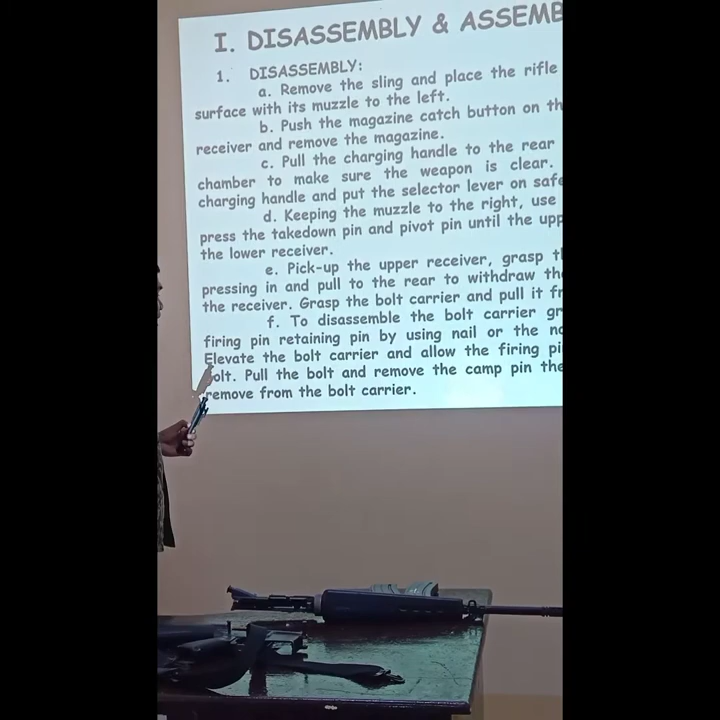 I. DISASSEMBLY & ASSEMB
1. DISASSEMBLY:
a. Remove the sling and place the rifle
surface with its muzzle to the left.
b. Push the magazine catch button on th
receiver and remove the magazine.
c. Pull the charging handle to the rear
chamber to make sure the weapon is clear.
charging handle and put the selector lever on safe
d. Keeping the muzzle to the right, use
press the takedown pin and pivot pin until the upp
the lower receiver.
e. Pick-up the upper receiver, grasp t
pressing in and pull to the rear to withdraw th
the receiver. Grasp the bolt carrier and pull it fr
f. To disassemble the bolt carrier gr
firing pin retaining pin by using nail or the no
Elevate the bolt carrier and allow the firing pi
bolt. Pull the bolt and remove the camp pin the
remove from the bolt carrier.